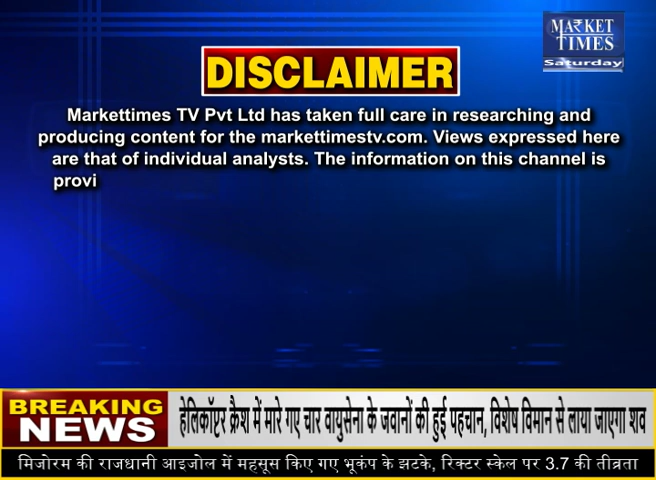 MARKET
TIMES
Saturday
DISCLAIMER
Markettimes TV Pvt Ltd has taken full care in researching and
producing content for the markettimestv.com. Views expressed here
are that of individual analysts. The information on this channel is
provi
BREAKING
NEWS
हेलिकॉप्टर क्रैश में मारे गए चार वायुसेना के जवानों की हुई पहचान, विशेष विमान से लाया जाएगा शव
मिजोरम की राजधानी आइजोल में महसूस किए गए भूकंप के झटके, रिक्टर स्केल पर 3.7 की तीव्रता